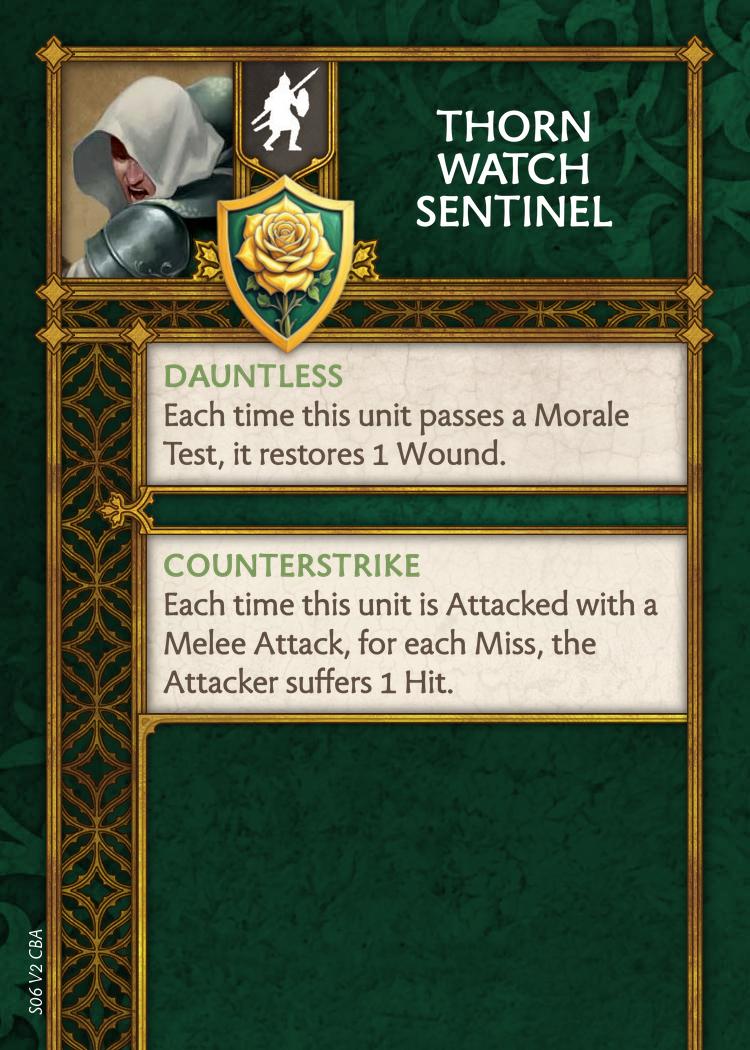 THORN
WATCH
SENTINEL
DAUNTLESS
Each time this unit passes a Morale
Test, it restores 1 Wound.
COUNTERSTRIKE
Each time this unit is Attacked with a
Melee Attack, for each Miss, the
Attacker suffers 1 Hit.
S06 V2 CBA